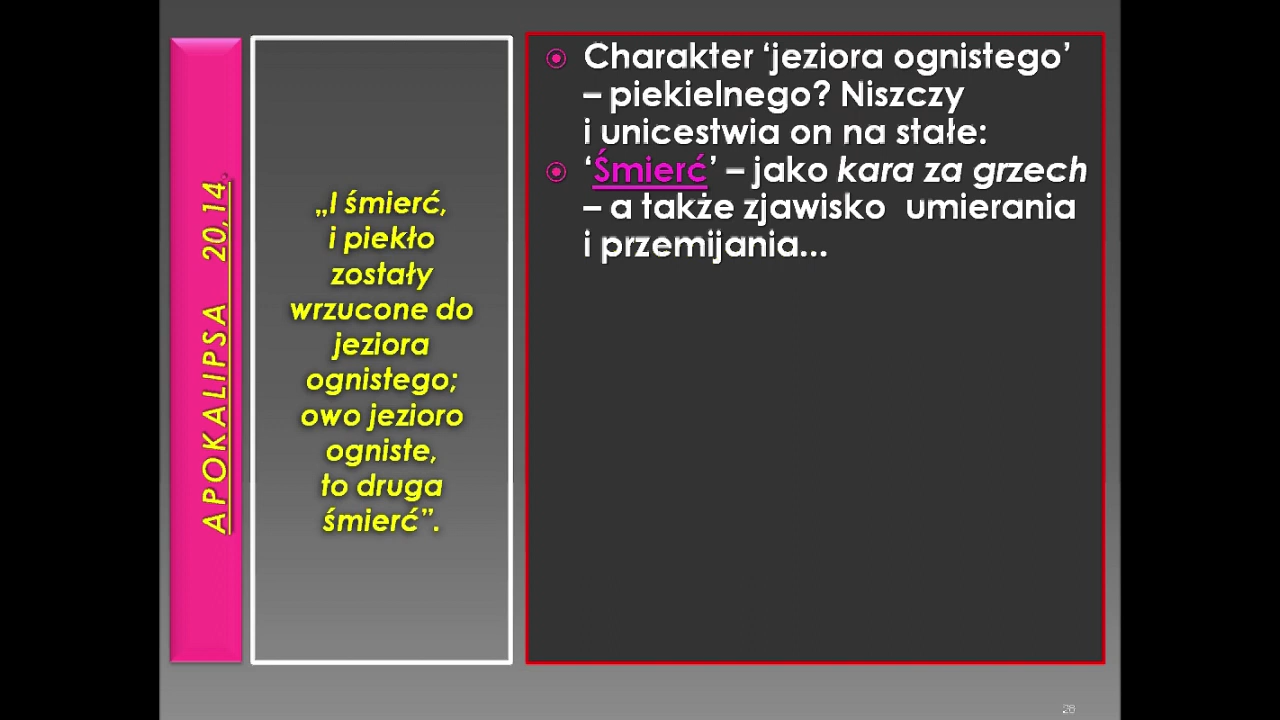 APOKALIPSA 20,14.
„I śmierć,
i piekło
zostały
wrzucone do
jeziora
ognistego;
owo jezioro
ogniste,
to druga
śmierć”.
Charakter ‘jeziora ognistego’
– piekielnego? Niszczy
i unicestwia on na stałe:
‘Śmierć’ – jako kara za grzech
– a także zjawisko umierania
i przemijania...
28